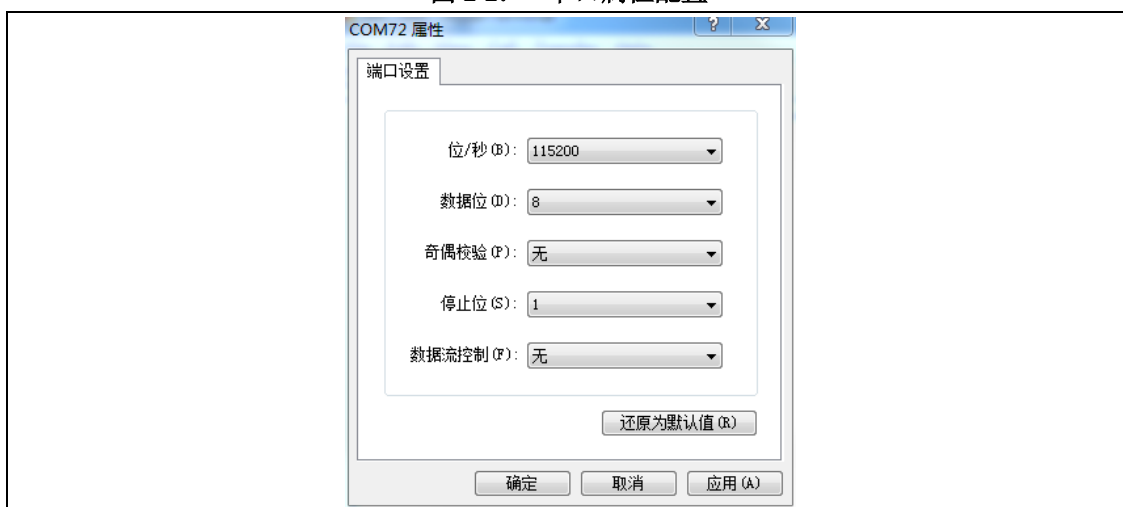 COM72 属性
端口设置
位/秒(B): 115200
数据位(D): 8
奇偶校验(P): 无
停止位(S): 1
数据流控制(F): 无
还原为默认值(R)
确定 取消 应用(A)